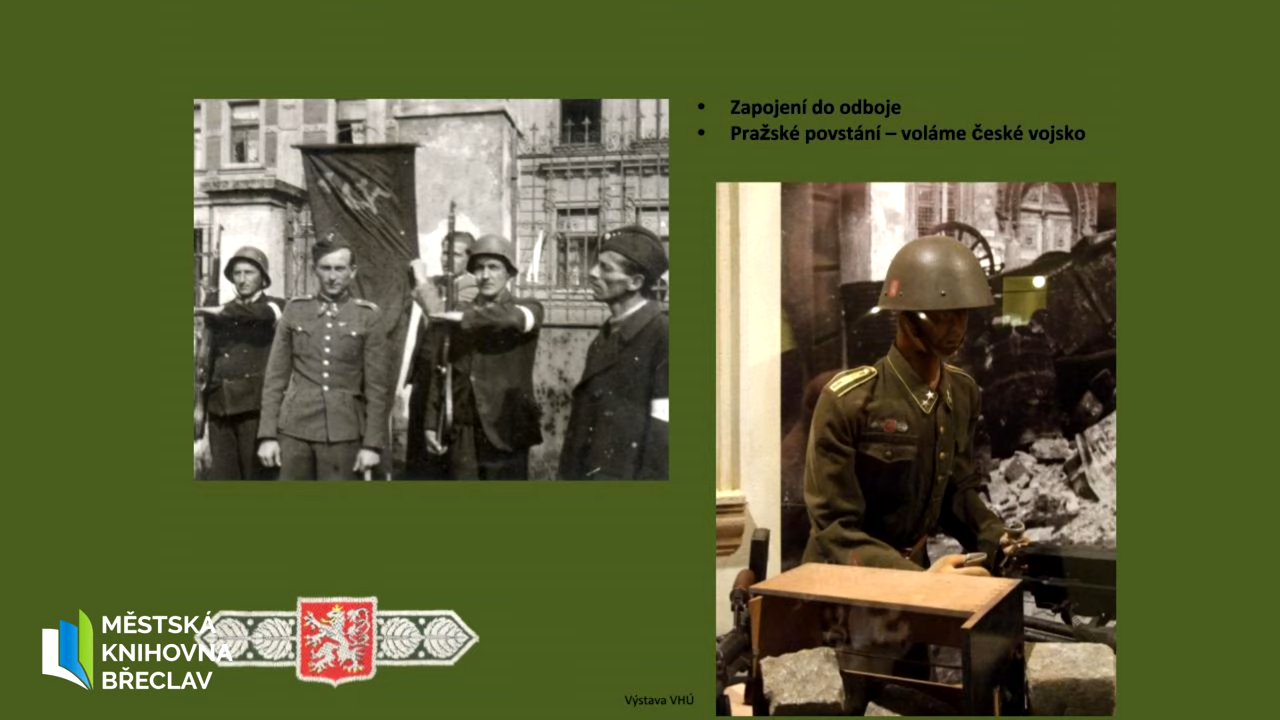 Zapojení do odboje
Pražské povstání – voláme české vojsko
MĚSTSKÁ
KNIHOVNA
BŘECLAV
Výstava VHÚ